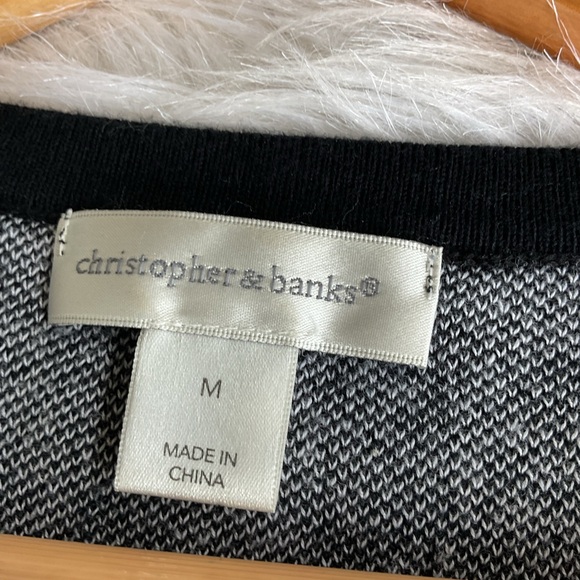 christopher & banks®
M
MADE IN
CHINA